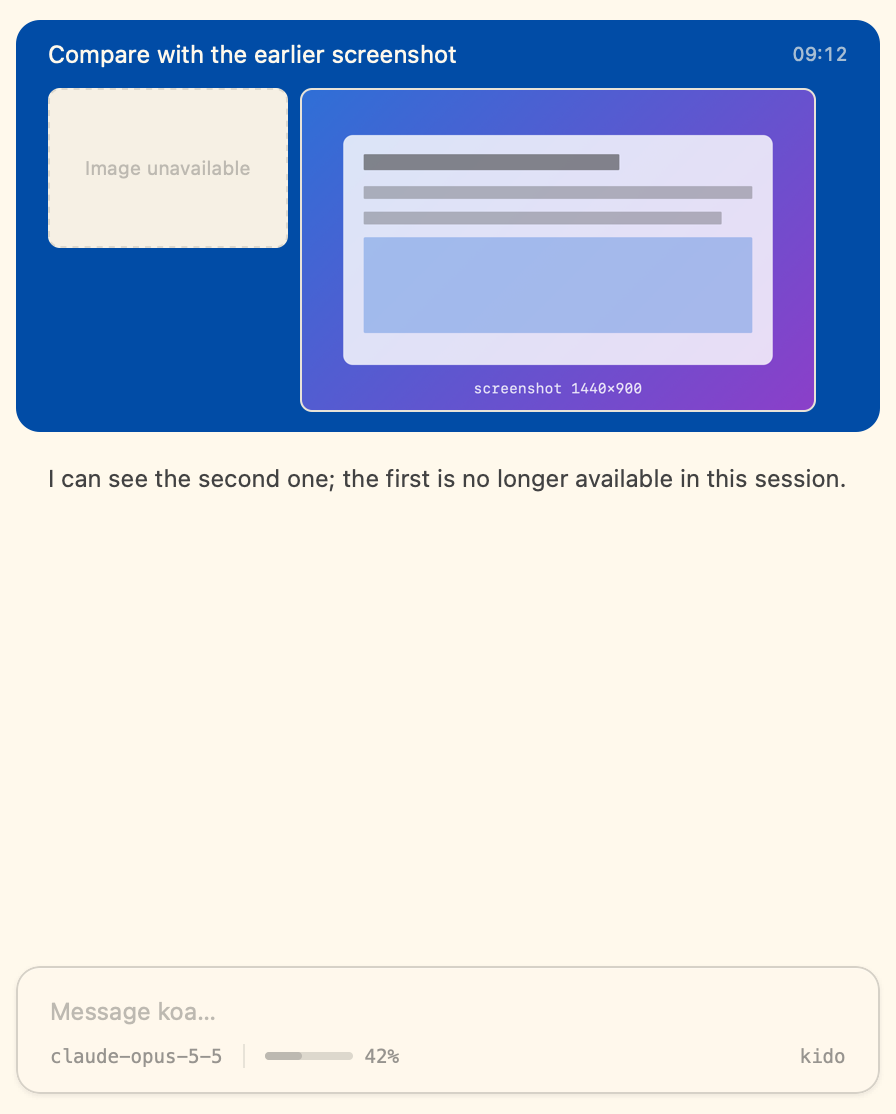 Compare with the earlier screenshot 09:12
Image unavailable
screenshot 1440×900
I can see the second one; the first is no longer available in this session.
Message koa...
claude-opus-5-5 42% kido